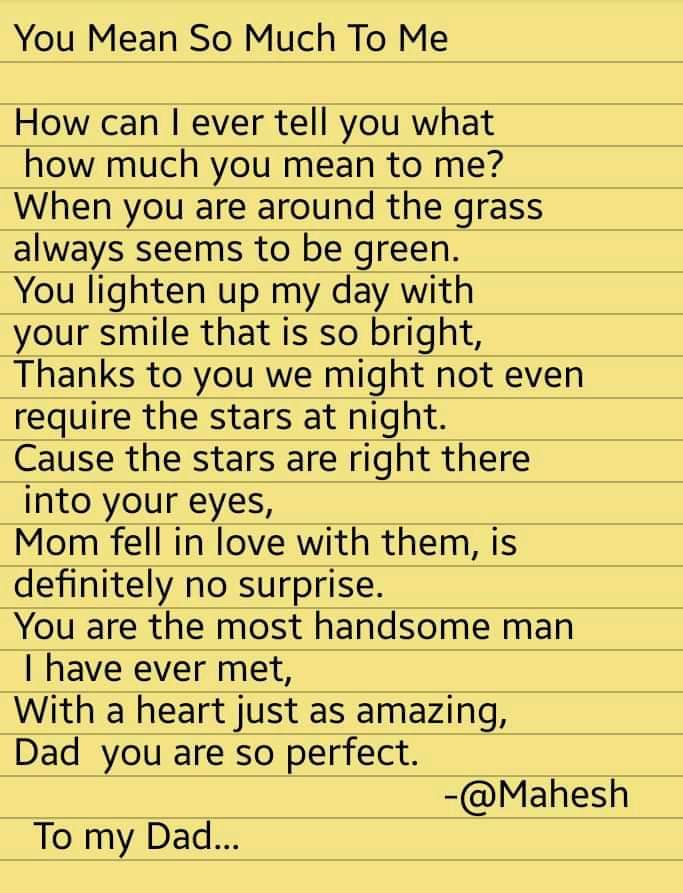 You Mean So Much To Me
How can I ever tell you what
how much you mean to me?
When you are around the grass
always seems to be green.
You lighten up my day with
your smile that is so bright,
Thanks to you we might not even
require the stars at night.
Cause the stars are right there
into your eyes,
Mom fell in love with them, is
definitely no surprise.
You are the most handsome man
I have ever met,
With a heart just as amazing,
Dad  you are so perfect.
-@Mahesh
To my Dad...